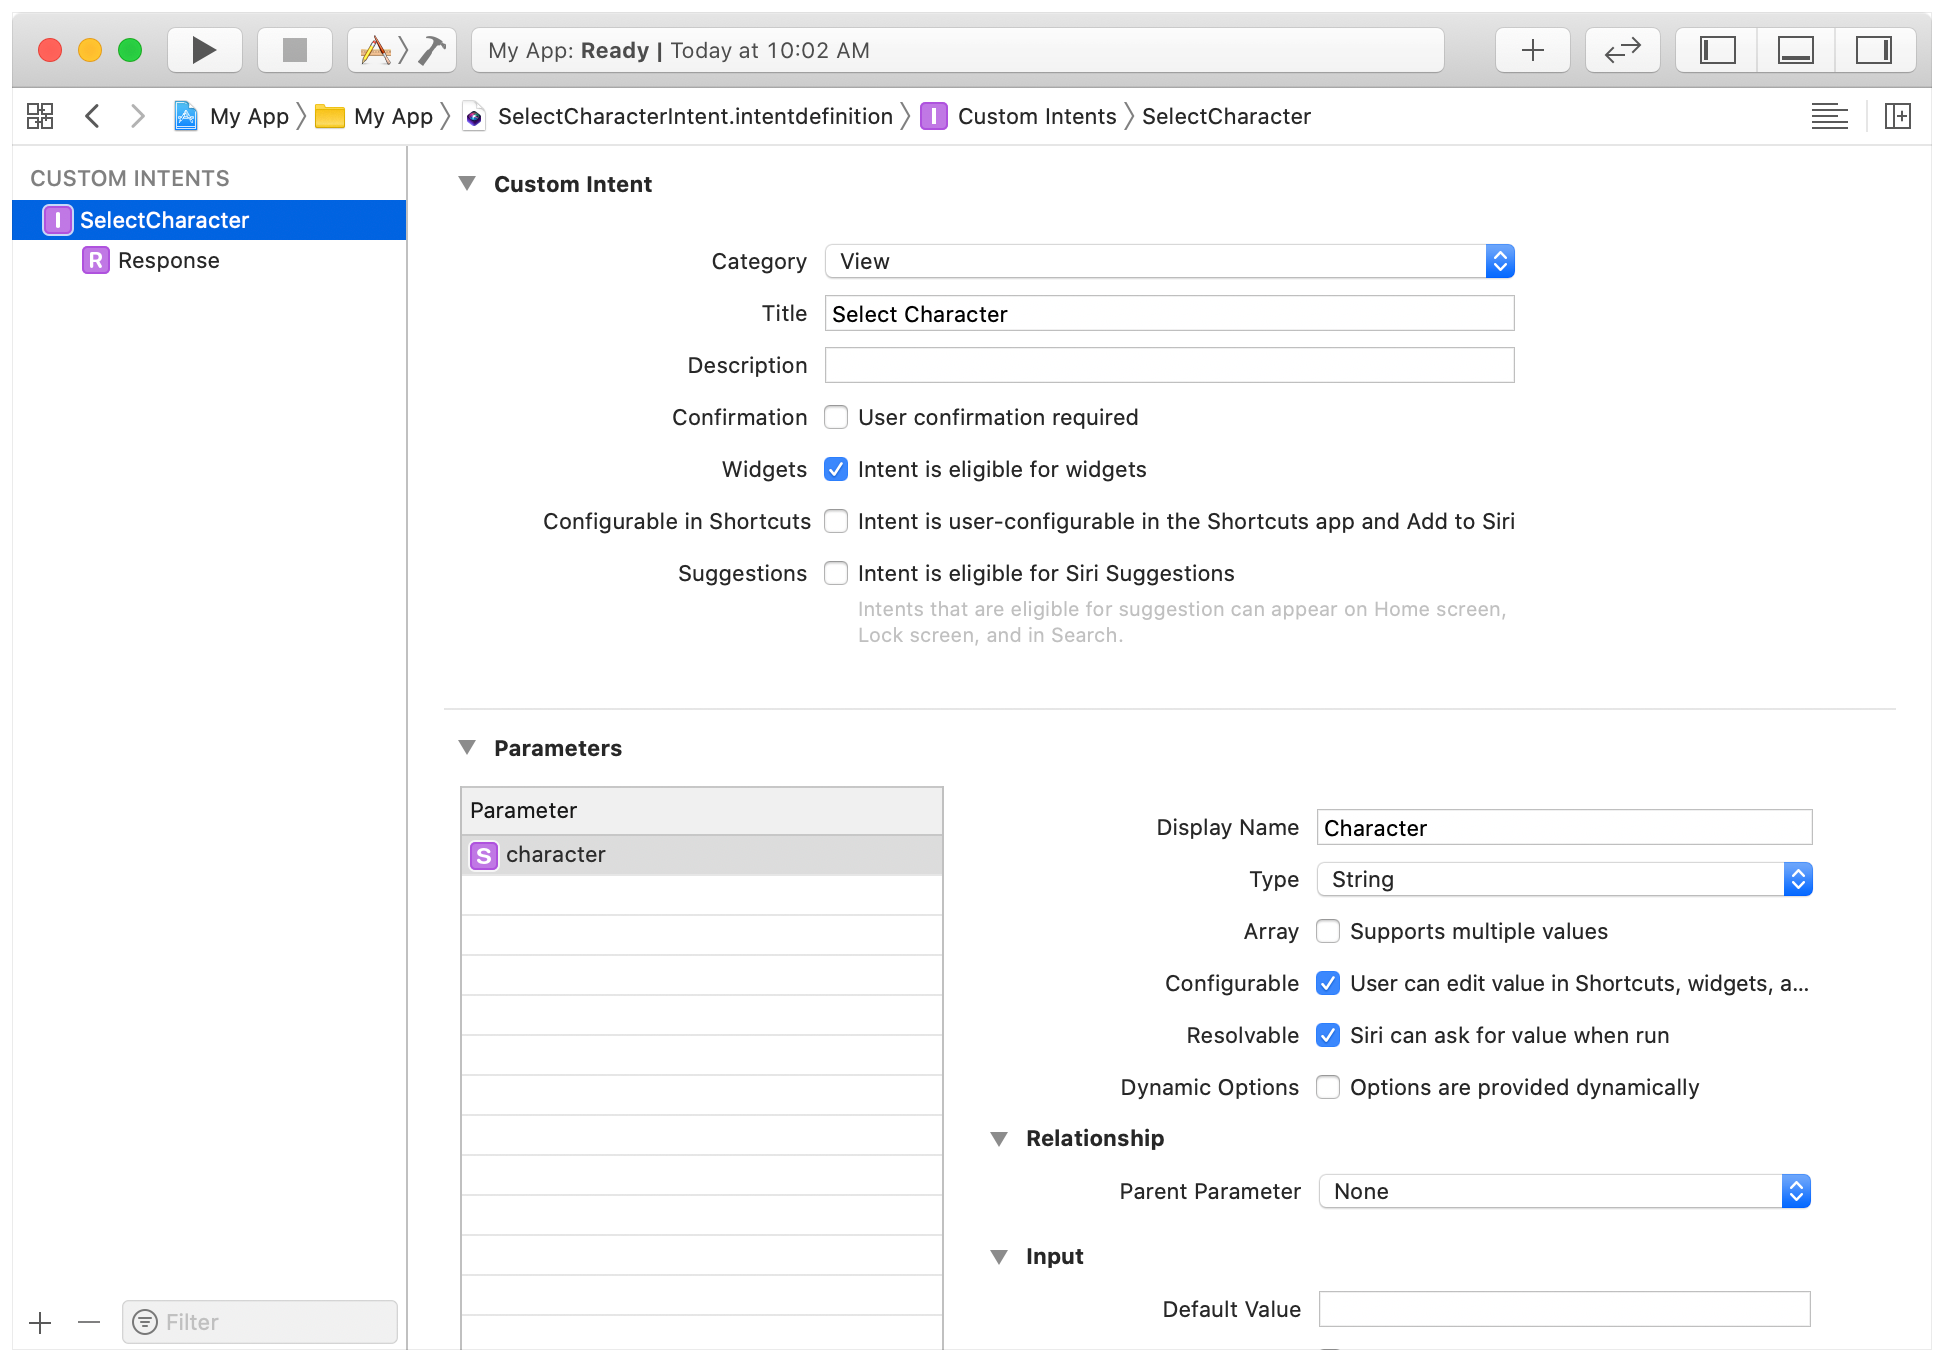 My App: Ready | Today at 10:02 AM
My App My App SelectCharacterIntent.intentdefinition I Custom Intents SelectCharacter
CUSTOM INTENTS
I SelectCharacter
R Response
Custom Intent
Category View
Title Select Character
Description
Confirmation User confirmation required
Widgets Intent is eligible for widgets
Configurable in Shortcuts Intent is user-configurable in the Shortcuts app and Add to Siri
Suggestions Intent is eligible for Siri Suggestions
Intents that are eligible for suggestion can appear on Home screen,
Lock screen, and in Search.
Parameters
Parameter
S character
Display Name Character
Type String
Array Supports multiple values
Configurable User can edit value in Shortcuts, widgets, a...
Resolvable Siri can ask for value when run
Dynamic Options Options are provided dynamically
Relationship
Parent Parameter None
Input
Default Value
Filter